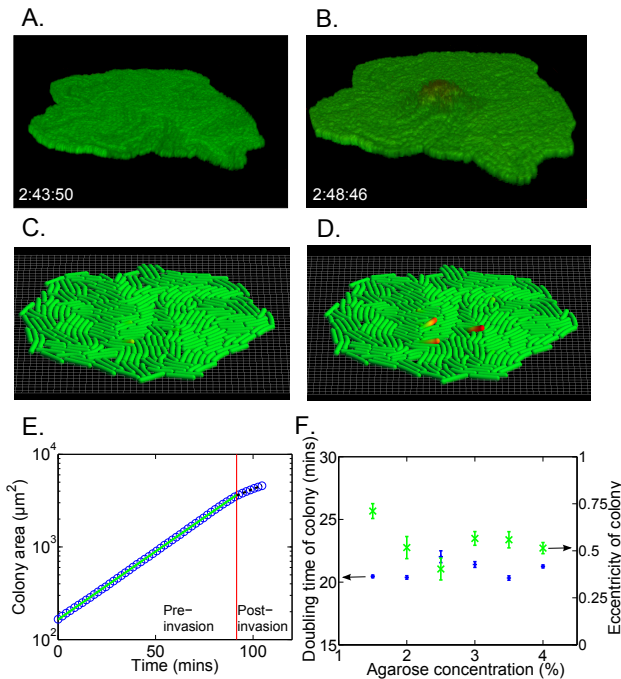 A.
B.
2:43:50
2:48:46
C.
D.
E.
10⁴
10³
10²
Colony area (µm²)
Pre−
invasion
Post−
invasion
0
50
100
Time (mins)
F.
30
25
20
15
Doubling time of colony (mins)
1
0.75
0.5
0.25
0
Eccentricity of colony
1
2
3
4
Agarose concentration (%)